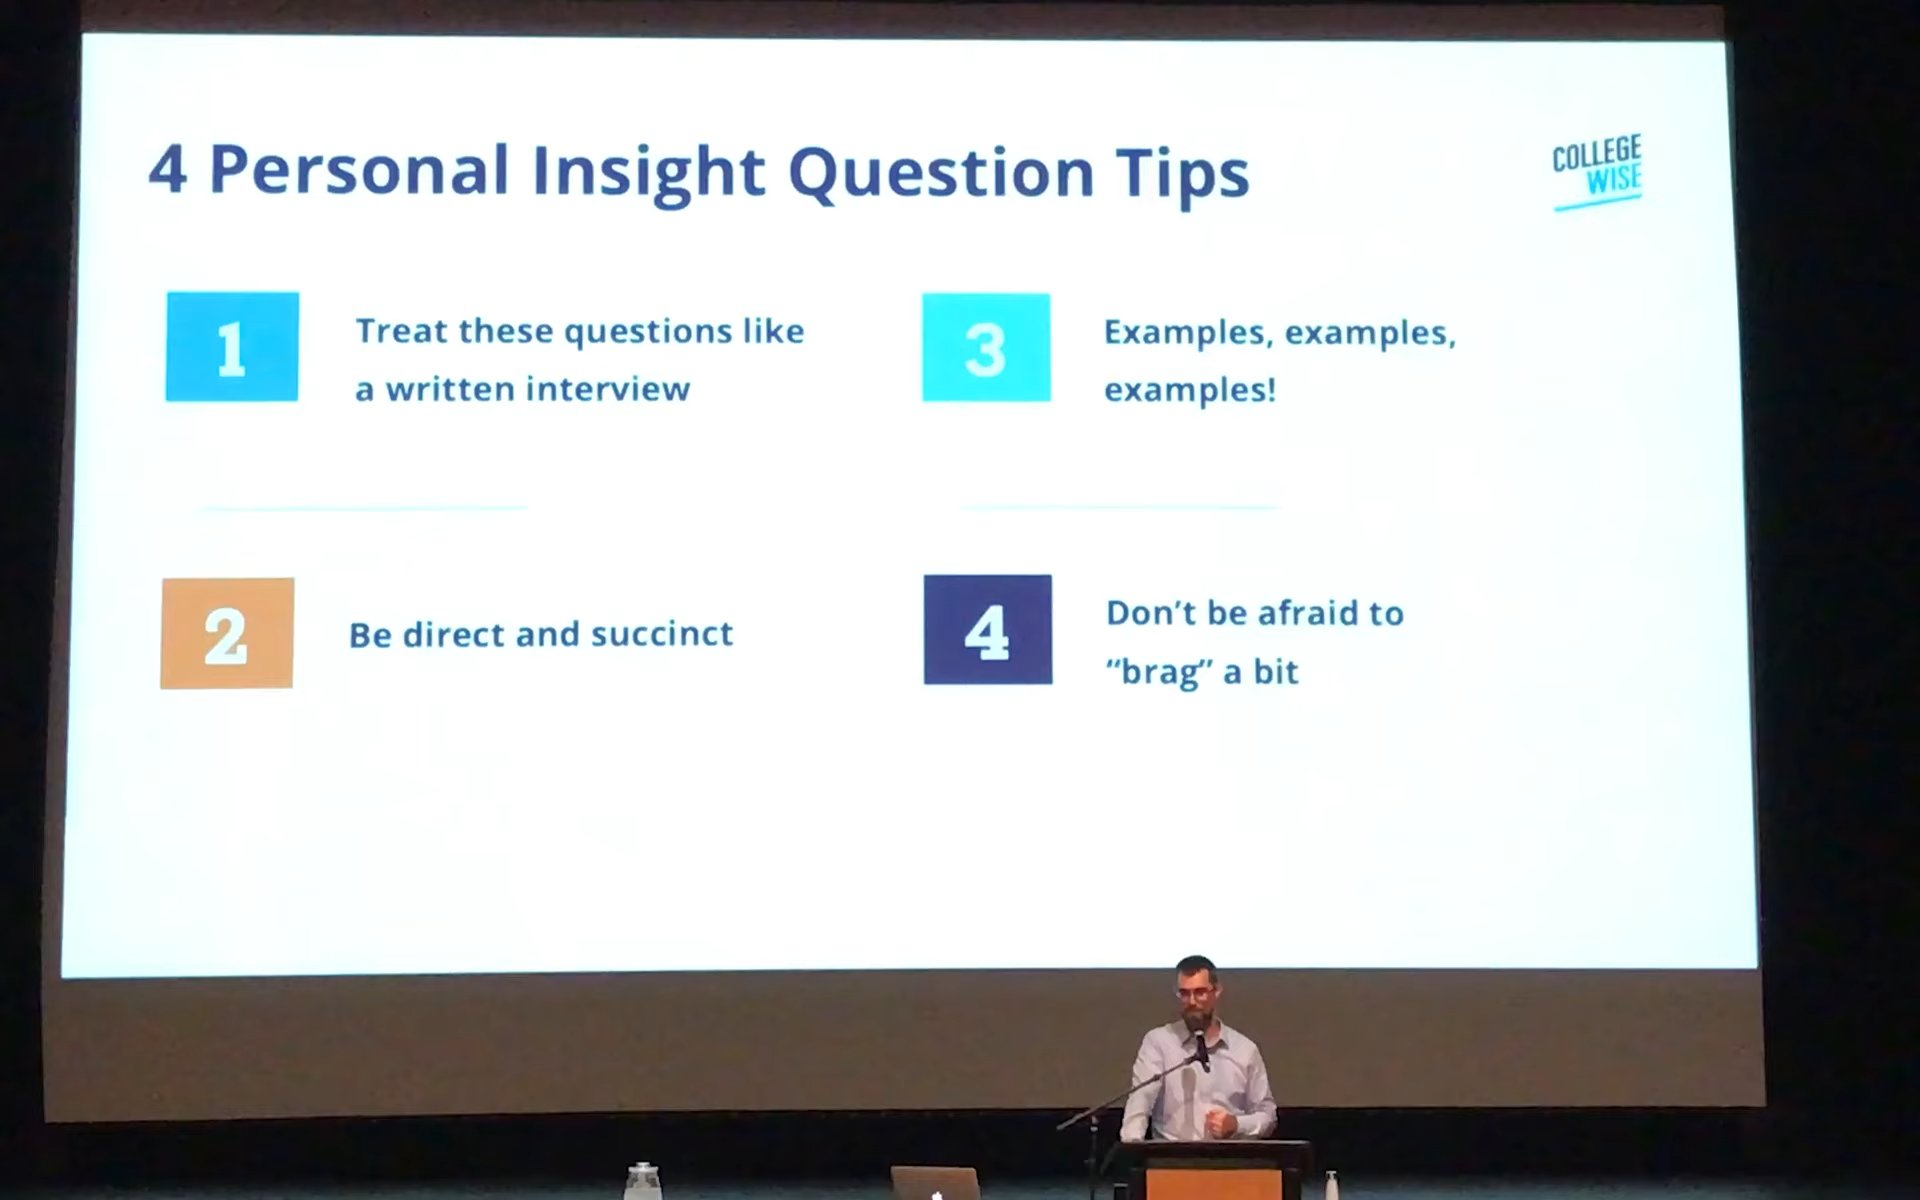 4 Personal Insight Question Tips
COLLEGE
WISE
1
Treat these questions like
a written interview
2
Be direct and succinct
3
Examples, examples,
examples!
4
Don’t be afraid to
“brag” a bit